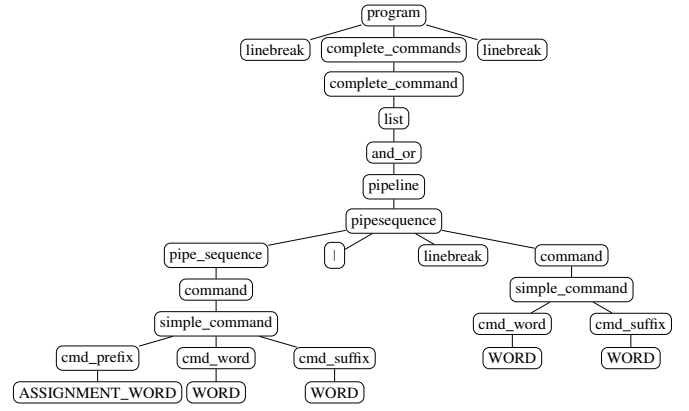 program
linebreak complete_commands linebreak
complete_command
list
and_or
pipeline
pipesequence
pipe_sequence | linebreak command
command simple_command
simple_command cmd_word cmd_suffix
cmd_prefix cmd_word cmd_suffix WORD WORD
ASSIGNMENT_WORD WORD WORD